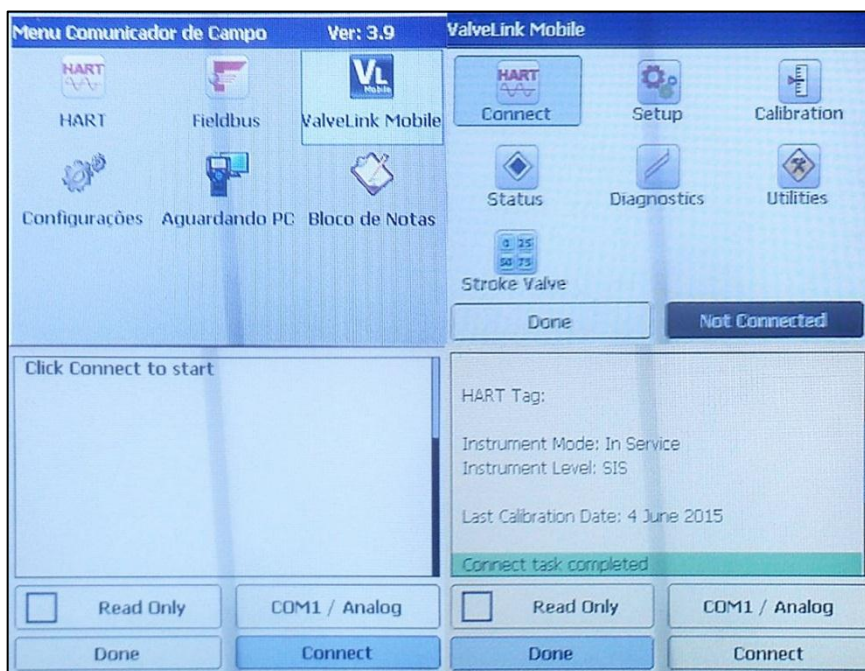 Menu Comunicador de Campo Ver: 3.9
HART
HART
Fieldbus
VL
Mobile
ValveLink Mobile
Configurações
Aguardando PC
Bloco de Notas
ValveLink Mobile
HART
Connect
Setup
Calibration
Status
Diagnostics
Utilities
0 25
50 75
Stroke Valve
Done
Not Connected
Click Connect to start
Read Only
COM1 / Analog
Done
Connect
HART Tag:
Instrument Mode: In Service
Instrument Level: SIS
Last Calibration Date: 4 June 2015
Connect task completed
Read Only
COM1 / Analog
Done
Connect